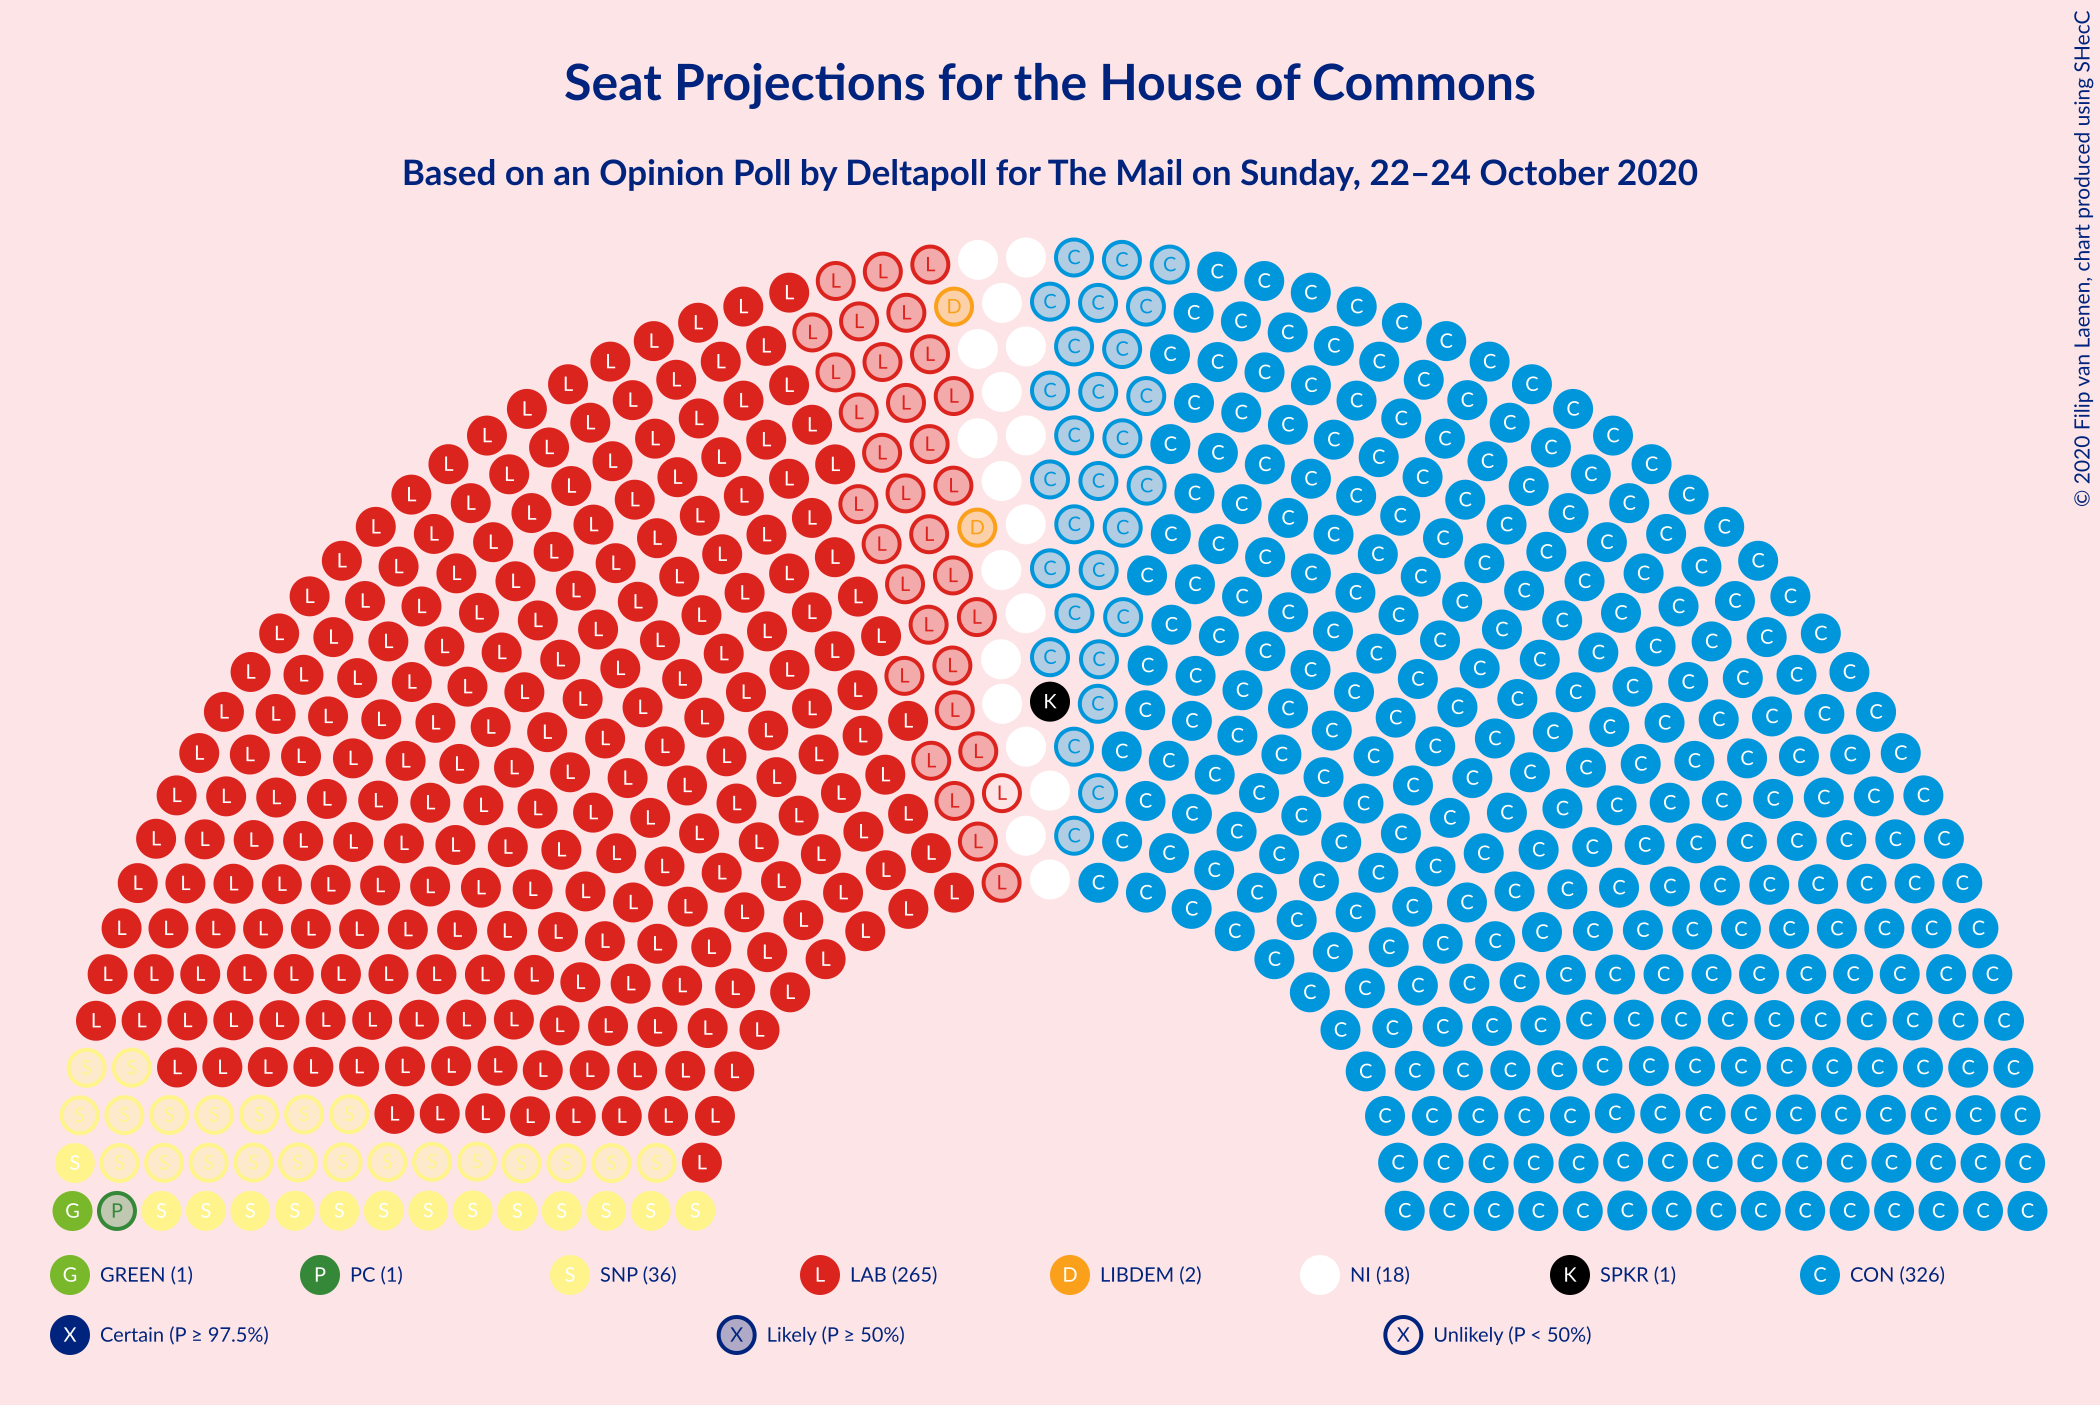 Seat Projections for the House of Commons
Based on an Opinion Poll by Deltapoll for The Mail on Sunday, 22–24 October 2020
© 2020 Filip van Laenen, chart produced using SHecC
G GREEN (1)
P PC (1)
S SNP (36)
L LAB (265)
D LIBDEM (2)
NI (18)
K SPKR (1)
C CON (326)
X Certain (P ≥ 97.5%)
X Likely (P ≥ 50%)
X Unlikely (P < 50%)